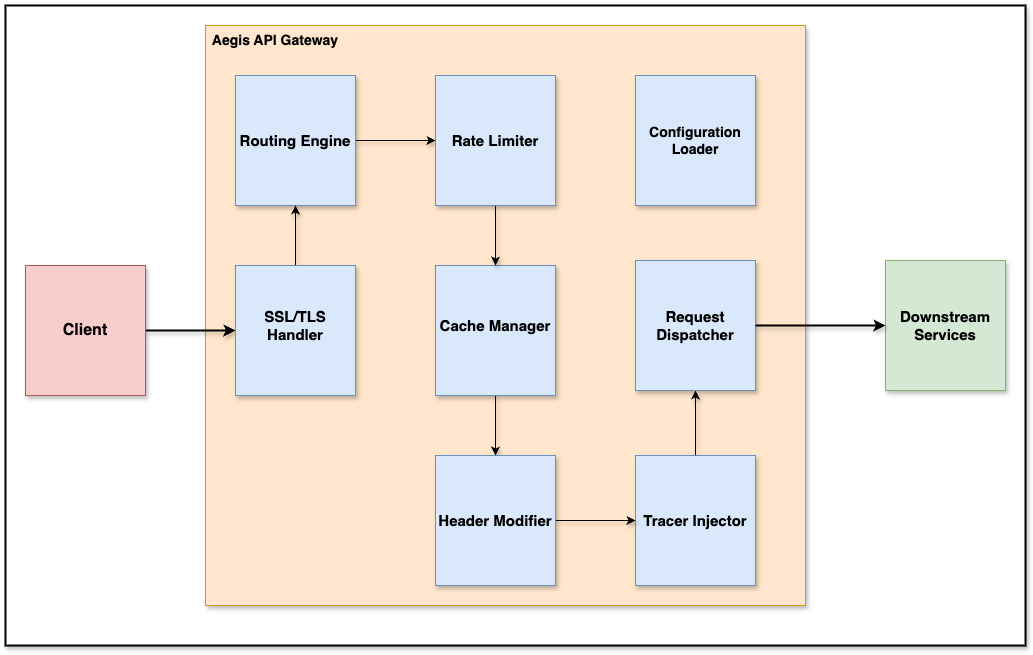 Aegis API Gateway
Routing Engine
Rate Limiter
Configuration
Loader
Client
SSL/TLS
Handler
Cache Manager
Request
Dispatcher
Downstream
Services
Header Modifier
Tracer Injector